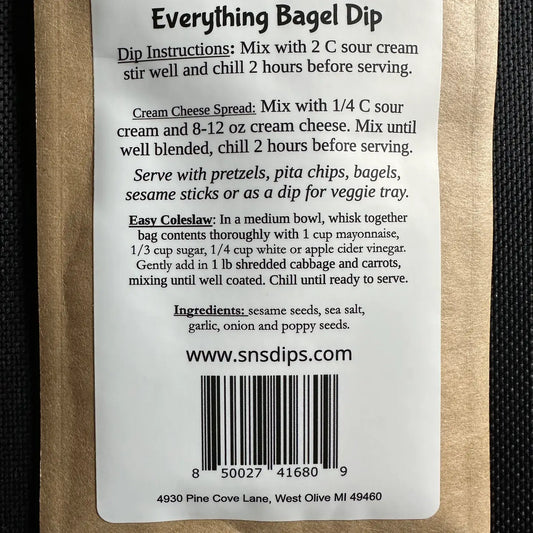 Everything Bagel Dip
Dip Instructions: Mix with 2 C sour cream
stir well and chill 2 hours before serving.
Cream Cheese Spread: Mix with 1/4 C sour
cream and 8-12 oz cream cheese. Mix until
well blended, chill 2 hours before serving.
Serve with pretzels, pita chips, bagels,
sesame sticks or as a dip for veggie tray.
Easy Coleslaw: In a medium bowl, whisk together
bag contents thoroughly with 1 cup mayonnaise,
1/3 cup sugar, 1/4 cup white or apple cider vinegar.
Gently add in 1 lb shredded cabbage and carrots,
mixing until well coated. Chill until ready to serve.
Ingredients: sesame seeds, sea salt,
garlic, onion and poppy seeds.
www.snsdips.com
8 50027 41680 9
4930 Pine Cove Lane, West Olive MI 49460